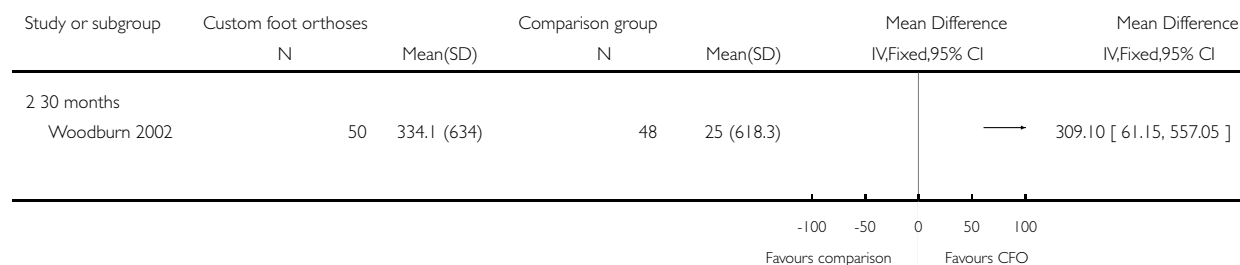 Study or subgroup Custom foot orthoses Comparison group Mean Difference Mean Difference
N Mean(SD) N Mean(SD) IV,Fixed,95% CI IV,Fixed,95% CI
2 30 months
Woodburn 2002 50 334.1 (634) 48 25 (618.3) 309.10 [ 61.15, 557.05 ]
-100 -50 0 50 100
Favours comparison Favours CFO